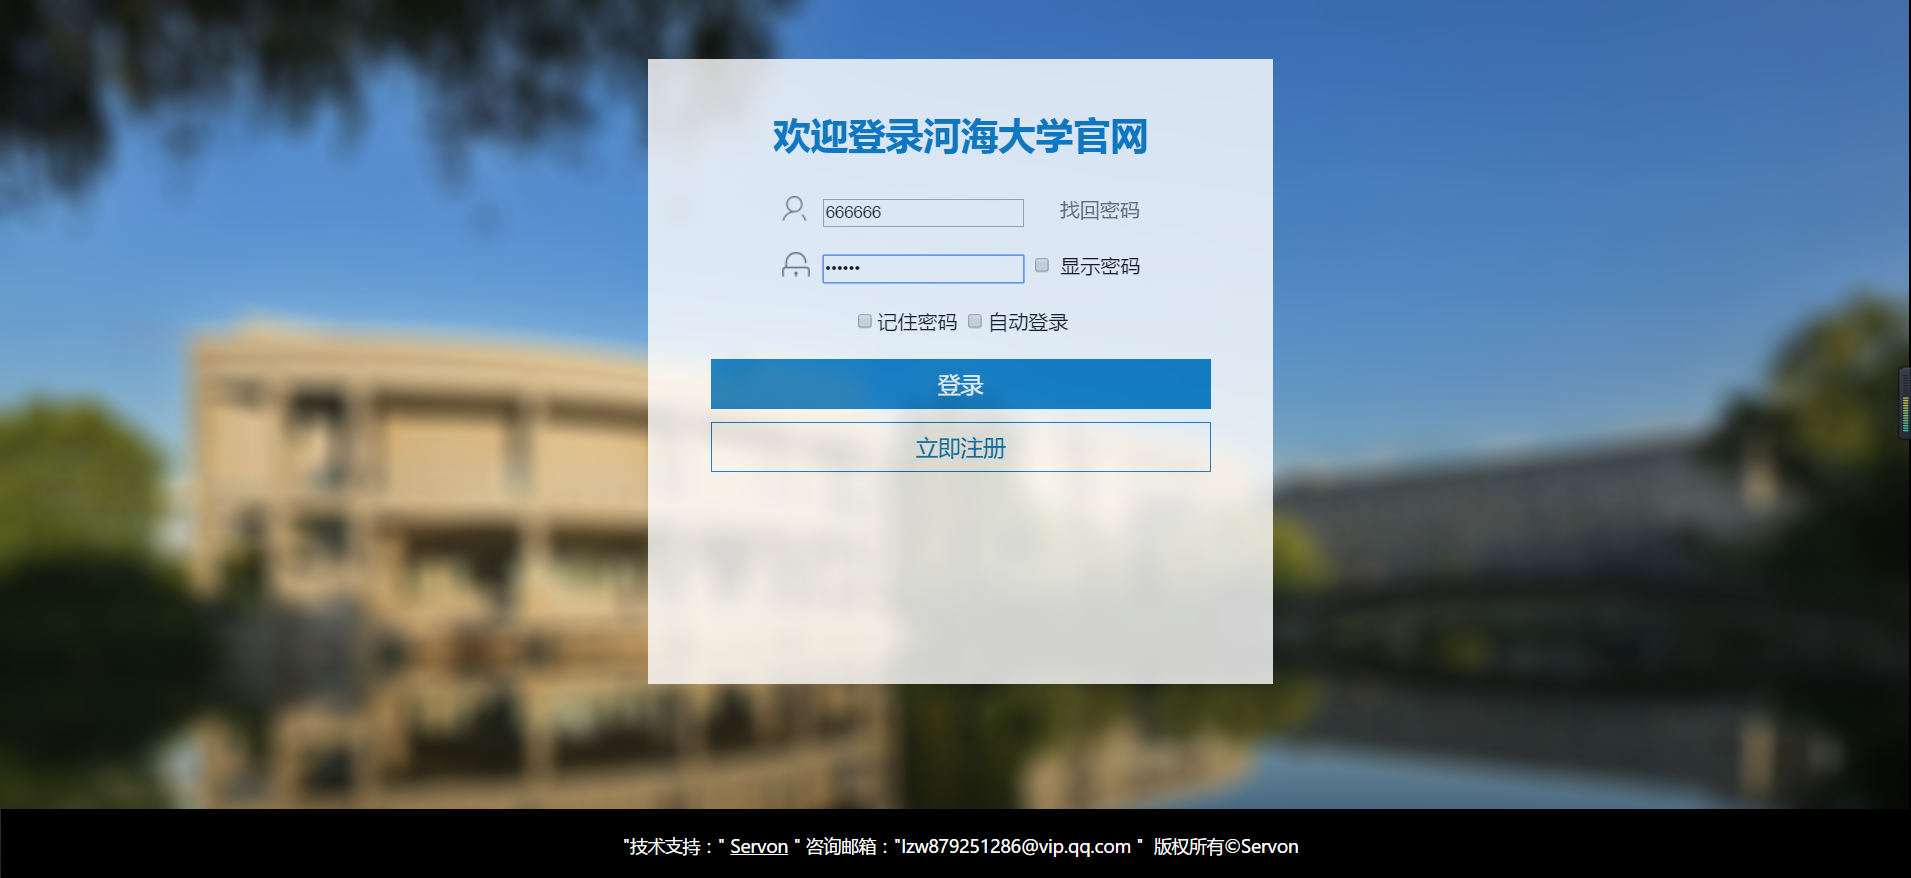 欢迎登录河海大学官网
666666 找回密码
•••••• 显示密码
记住密码 自动登录
登录
立即注册
"技术支持：" Servon " 咨询邮箱："lzw879251286@vip.qq.com " 版权所有©Servon